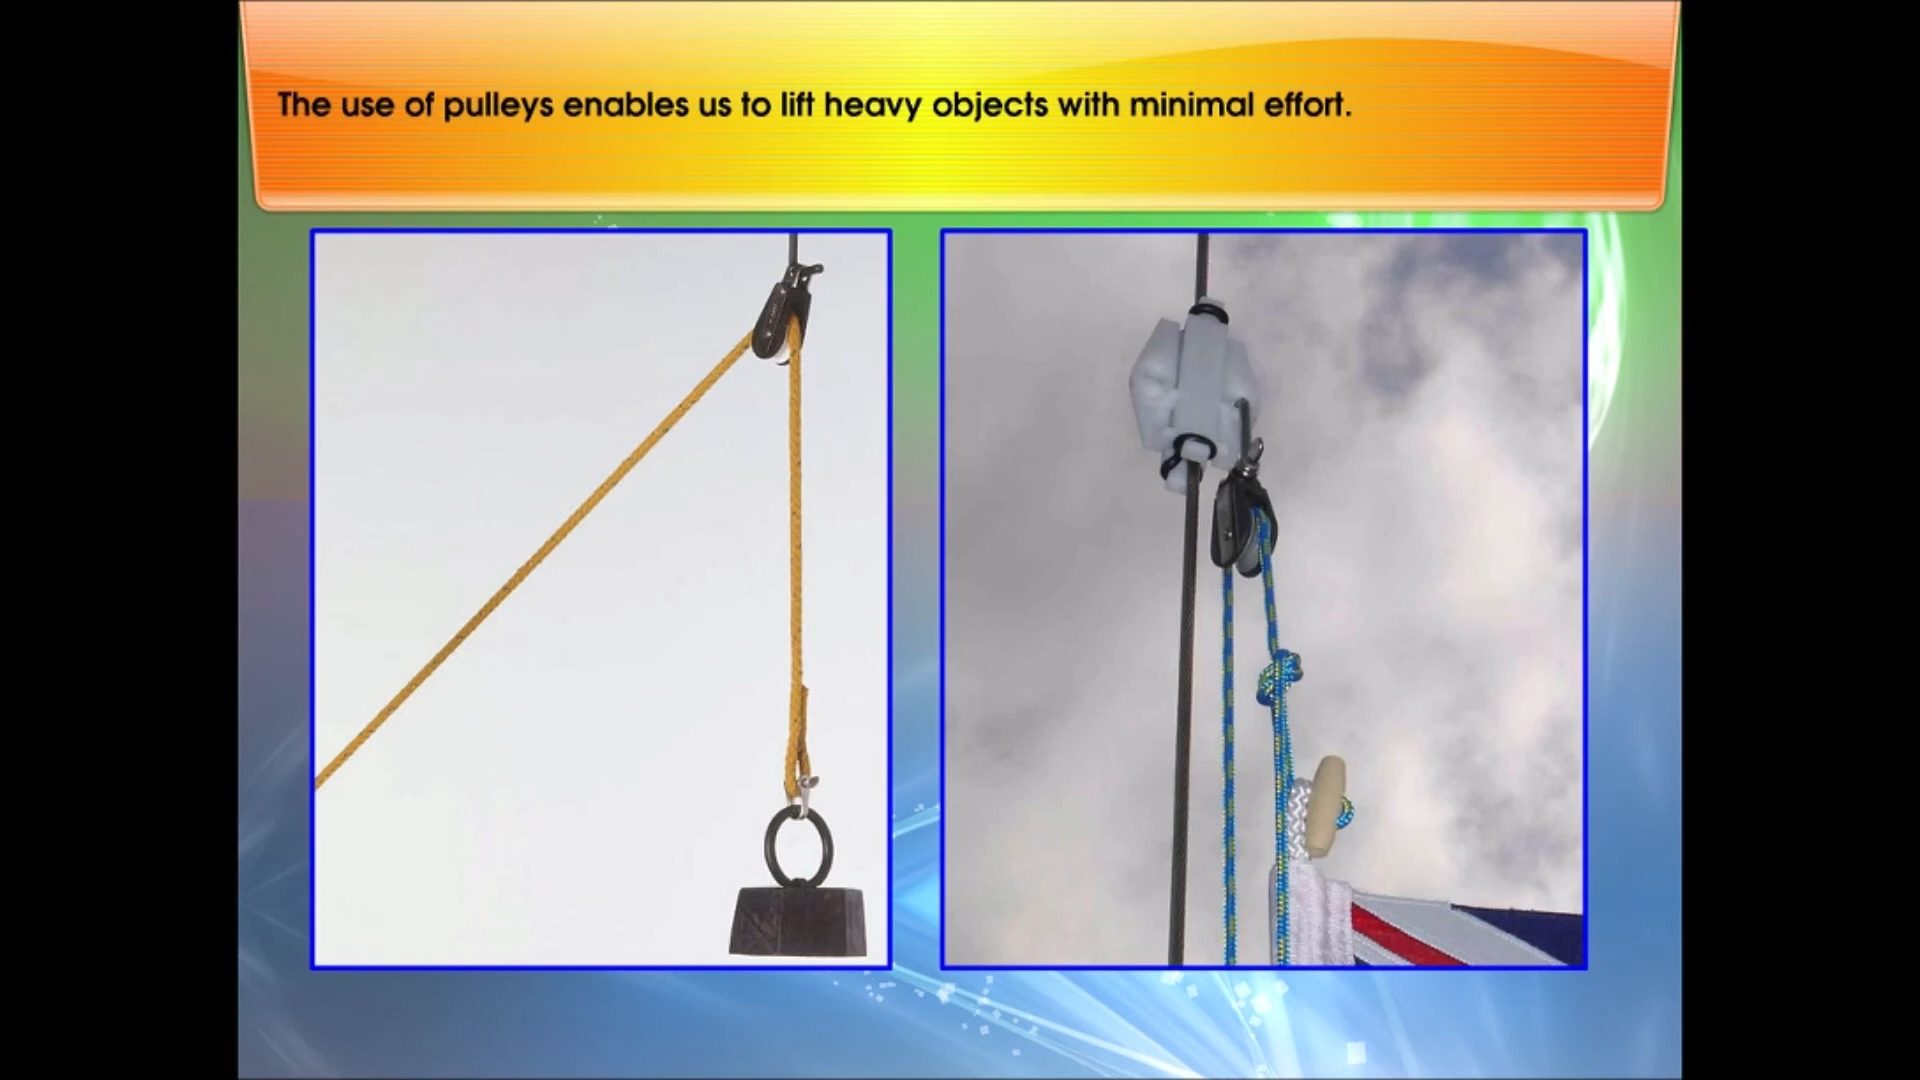 The use of pulleys enables us to lift heavy objects with minimal effort.